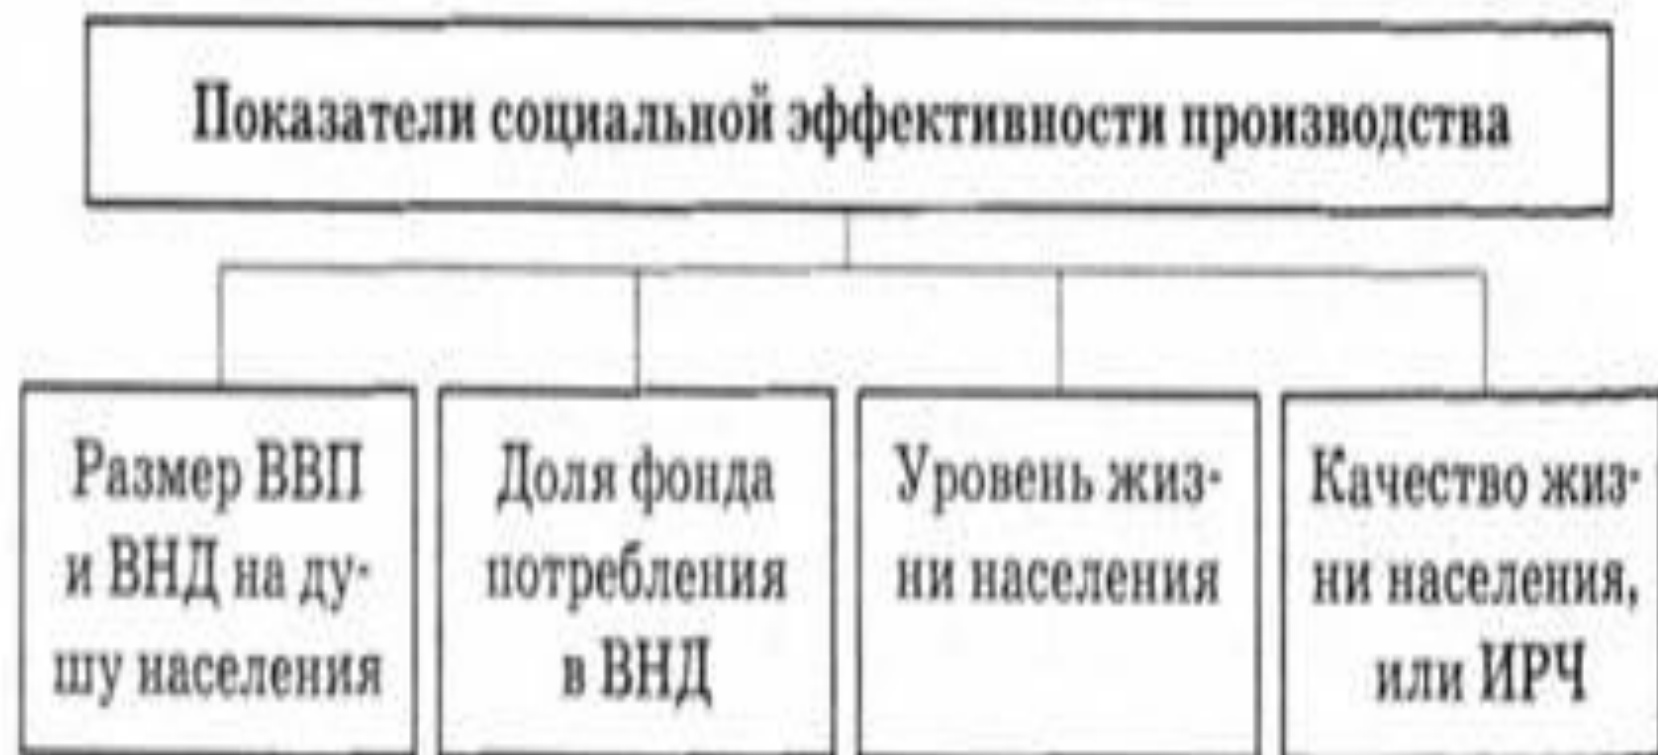 Показатели социальной эффективности производства
Размер ВВП
и ВНД на ду-
шу населения
Доля фонда
потребления
в ВНД
Уровень жиз-
ни населения
Качество жиз-
ни населения,
или ИРЧ